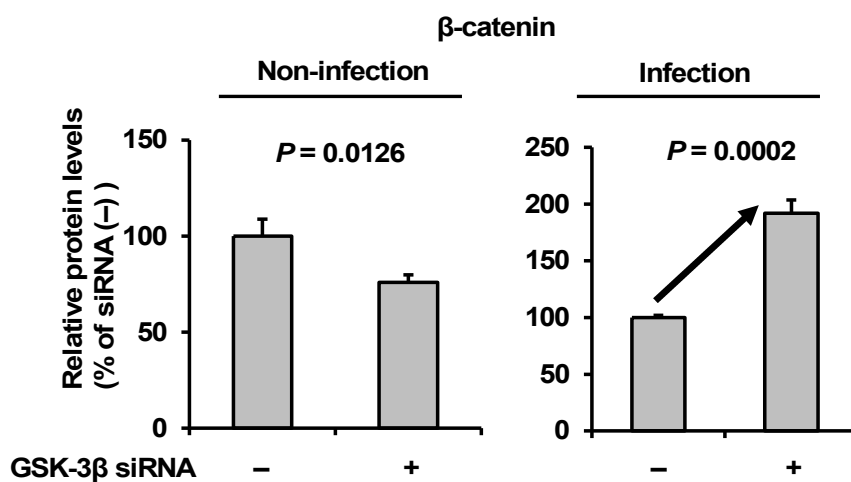 β-catenin
Non-infection
Infection
Relative protein levels
(% of siRNA (–) )
150
100
50
0
P = 0.0126
250
200
150
100
50
0
P = 0.0002
GSK-3β siRNA – + – +